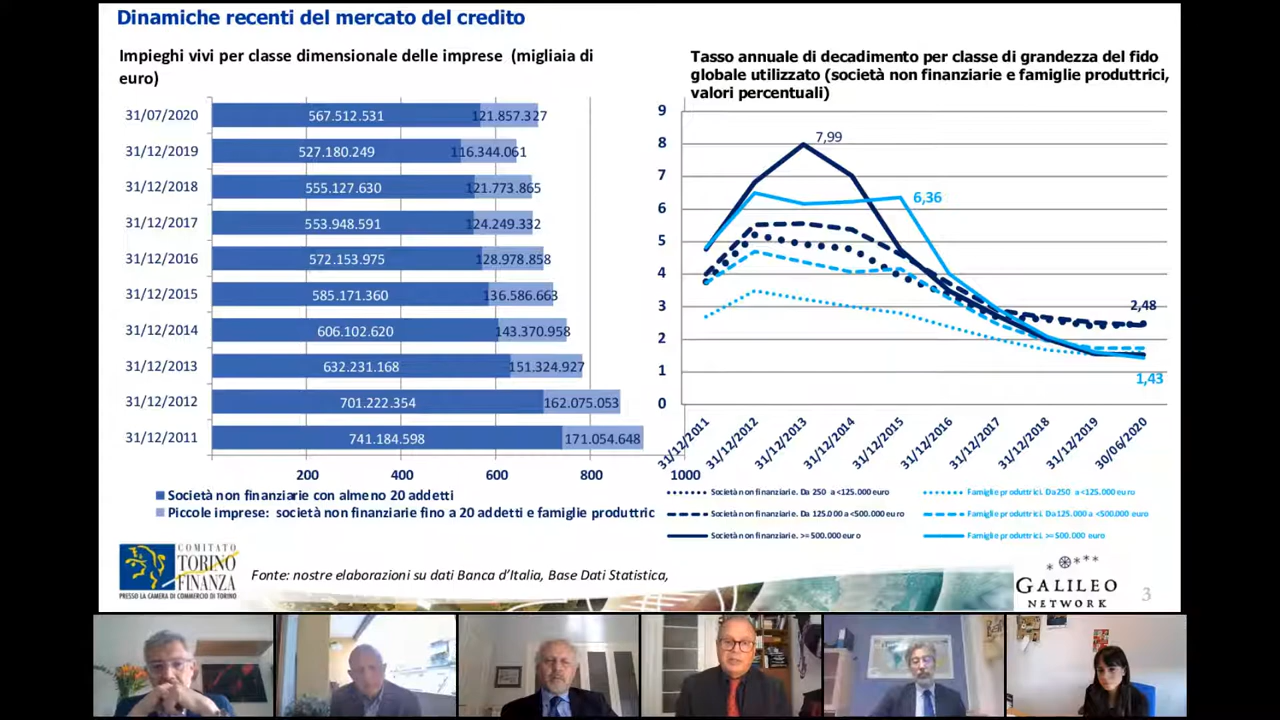 Dinamiche recenti del mercato del credito
Impieghi vivi per classe dimensionale delle imprese (migliaia di
euro)
31/07/2020 567.512.531 121.857.327
31/12/2019 527.180.249 116.344.061
31/12/2018 555.127.630 121.773.865
31/12/2017 553.948.591 124.249.332
31/12/2016 572.153.975 128.978.858
31/12/2015 585.171.360 136.586.663
31/12/2014 606.102.620 143.370.958
31/12/2013 632.231.168 151.324.927
31/12/2012 701.222.354 162.075.053
31/12/2011 741.184.598 171.054.648
200 400 600 800 1000
Società non finanziarie con almeno 20 addetti
Piccole imprese: società non finanziarie fino a 20 addetti e famiglie produttric
Tasso annuale di decadimento per classe di grandezza del fido
globale utilizzato (società non finanziarie e famiglie produttrici,
valori percentuali)
9
8
7
6
5
4
3
2
1
0
7,99
6,36
2,48
1,43
31/12/2011 31/12/2012 31/12/2013 31/12/2014 31/12/2015 31/12/2016 31/12/2017 31/12/2018 31/12/2019 30/06/2020
Società non finanziarie. Da 250 a <125.000 euro
Famiglie produttrici. Da 250 a <125.000 euro
Società non finanziarie. Da 125.000 a <500.000 euro
Famiglie produttrici. Da 125.000 a <500.000 euro
Società non finanziarie. >= 500.000 euro
Famiglie produttrici. >= 500.000 euro
COMITATO
TORINO
FINANZA
PRESSO LA CAMERA DI COMMERCIO DI TORINO
Fonte: nostre elaborazioni su dati Banca d’Italia, Base Dati Statistica,
GALILEO
NETWORK
3